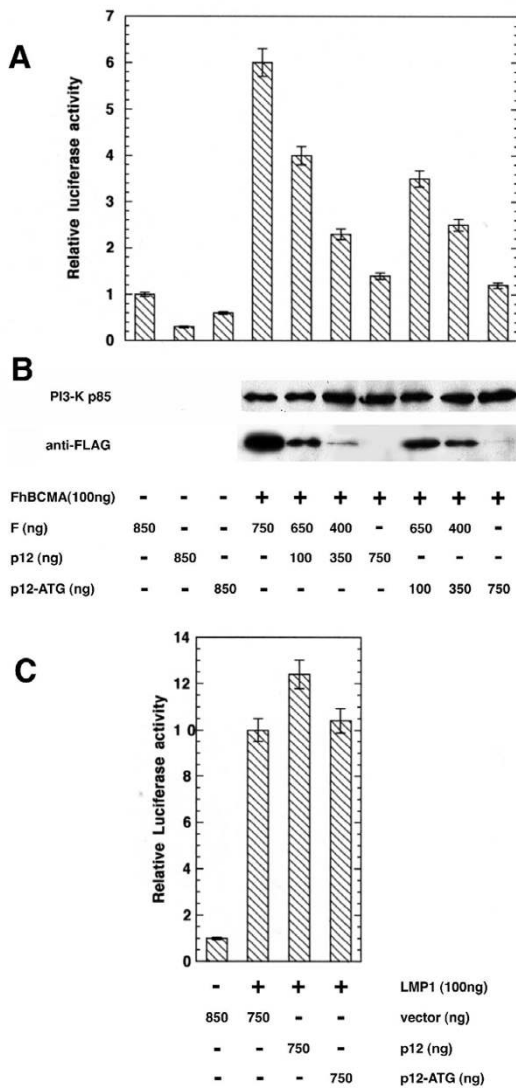 A
Relative luciferase activity
7
6
5
4
3
2
1
0
B
PI3-K p85
anti-FLAG
FhBCMA(100ng) - - - + + + + + + +
F (ng) 850 - - 750 650 400 - 650 400 -
p12 (ng) - 850 - - 100 350 750 - - -
p12-ATG (ng) - - 850 - - - - 100 350 750
C
Relative Luciferase activity
14
12
10
8
6
4
2
0
- + + + LMP1 (100ng)
850 750 - - vector (ng)
- - 750 - p12 (ng)
- - - 750 p12-ATG (ng)